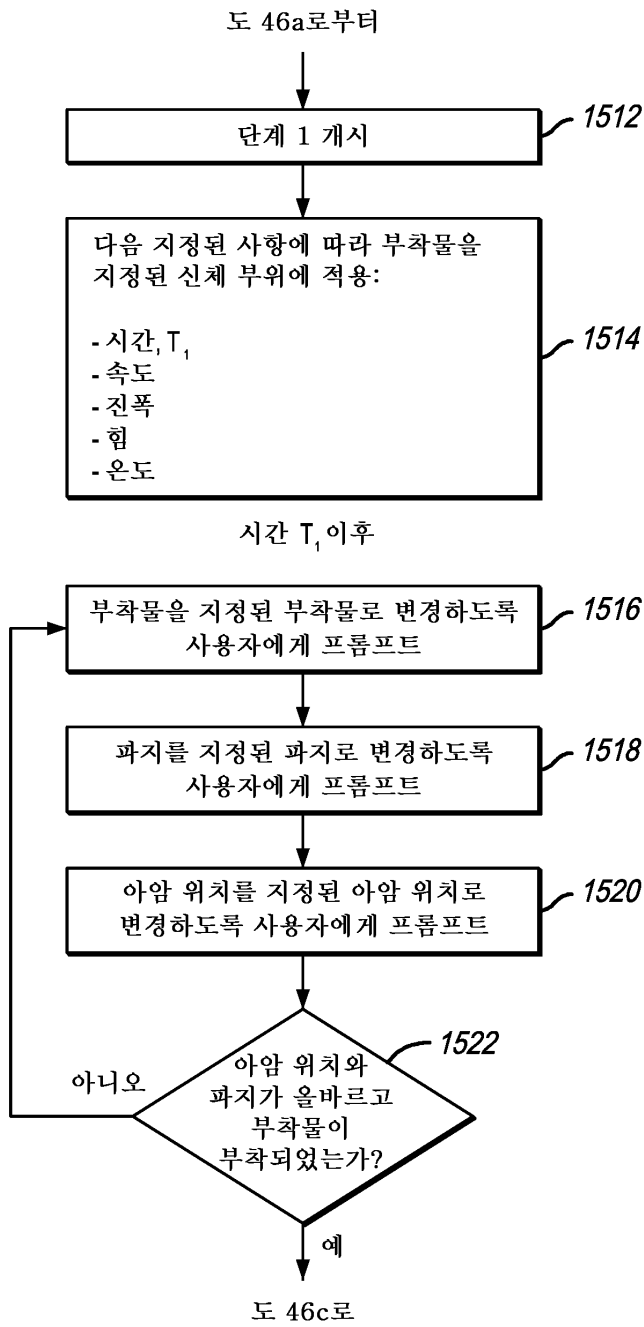 도 46a로부터
단계 1 개시
1512
다음 지정된 사항에 따라 부착물을
지정된 신체 부위에 적용:
- 시간, T₁
- 속도
- 진폭
- 힘
- 온도
1514
시간 T₁ 이후
부착물을 지정된 부착물로 변경하도록
사용자에게 프롬프트
1516
파지를 지정된 파지로 변경하도록
사용자에게 프롬프트
1518
아암 위치를 지정된 아암 위치로
변경하도록 사용자에게 프롬프트
1520
아암 위치와
파지가 올바르고
부착물이
부착되었는가?
1522
아니오
예
도 46c로